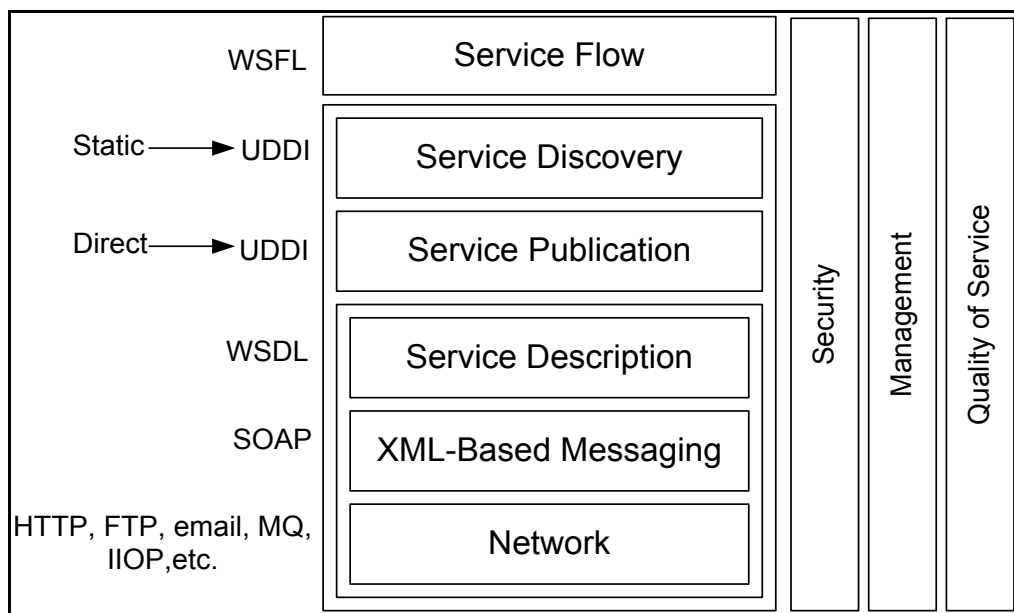 WSFL
Service Flow
Static
UDDI
Service Discovery
Direct
UDDI
Service Publication
WSDL
Service Description
SOAP
XML-Based Messaging
HTTP, FTP, email, MQ,
IIOP,etc.
Network
Security
Management
Quality of Service